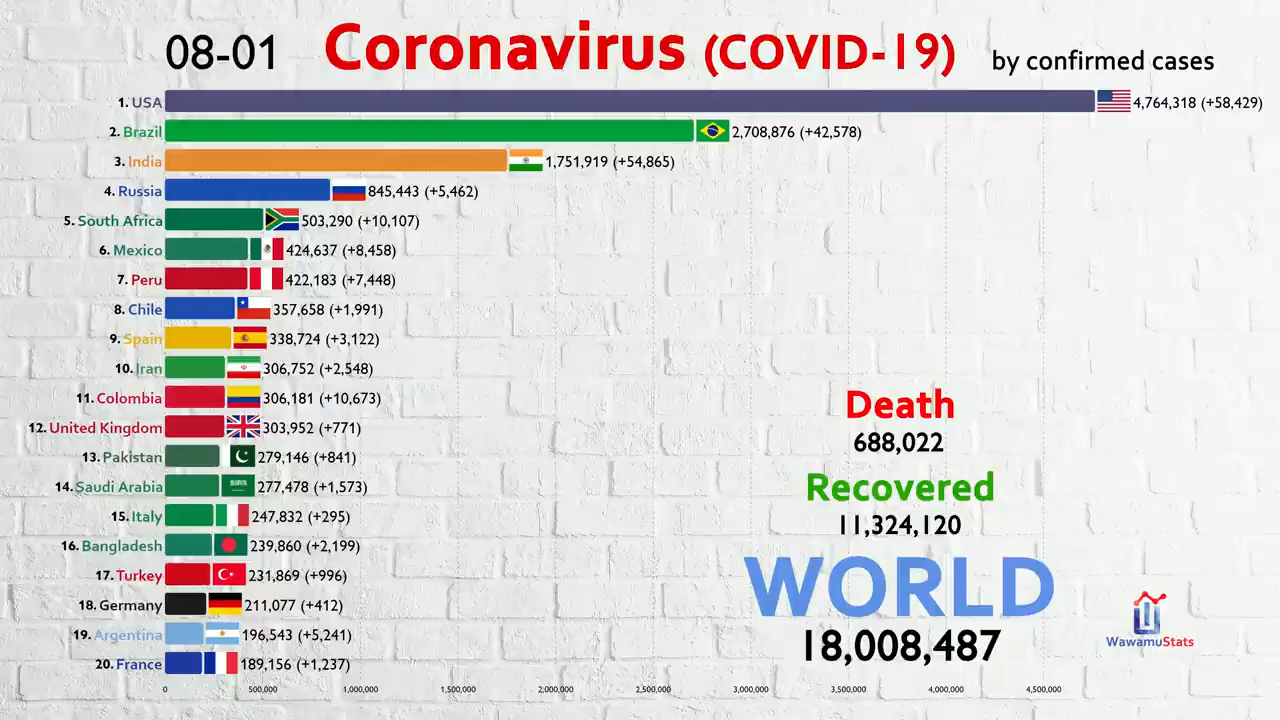 08-01 Coronavirus (COVID-19) by confirmed cases
1. USA 4,764,318 (+58,429)
2. Brazil 2,708,876 (+42,578)
3. India 1,751,919 (+54,865)
4. Russia 845,443 (+5,462)
5. South Africa 503,290 (+10,107)
6. Mexico 424,637 (+8,458)
7. Peru 422,183 (+7,448)
8. Chile 357,658 (+1,991)
9. Spain 338,724 (+3,122)
10. Iran 306,752 (+2,548)
11. Colombia 306,181 (+10,673)
12. United Kingdom 303,952 (+771)
13. Pakistan 279,146 (+841)
14. Saudi Arabia 277,478 (+1,573)
15. Italy 247,832 (+295)
16. Bangladesh 239,860 (+2,199)
17. Turkey 231,869 (+996)
18. Germany 211,077 (+412)
19. Argentina 196,543 (+5,241)
20. France 189,156 (+1,237)
0 500,000 1,000,000 1,500,000 2,000,000 2,500,000 3,000,000 3,500,000 4,000,000 4,500,000
Death
688,022
Recovered
11,324,120
WORLD
18,008,487
WawamuStats